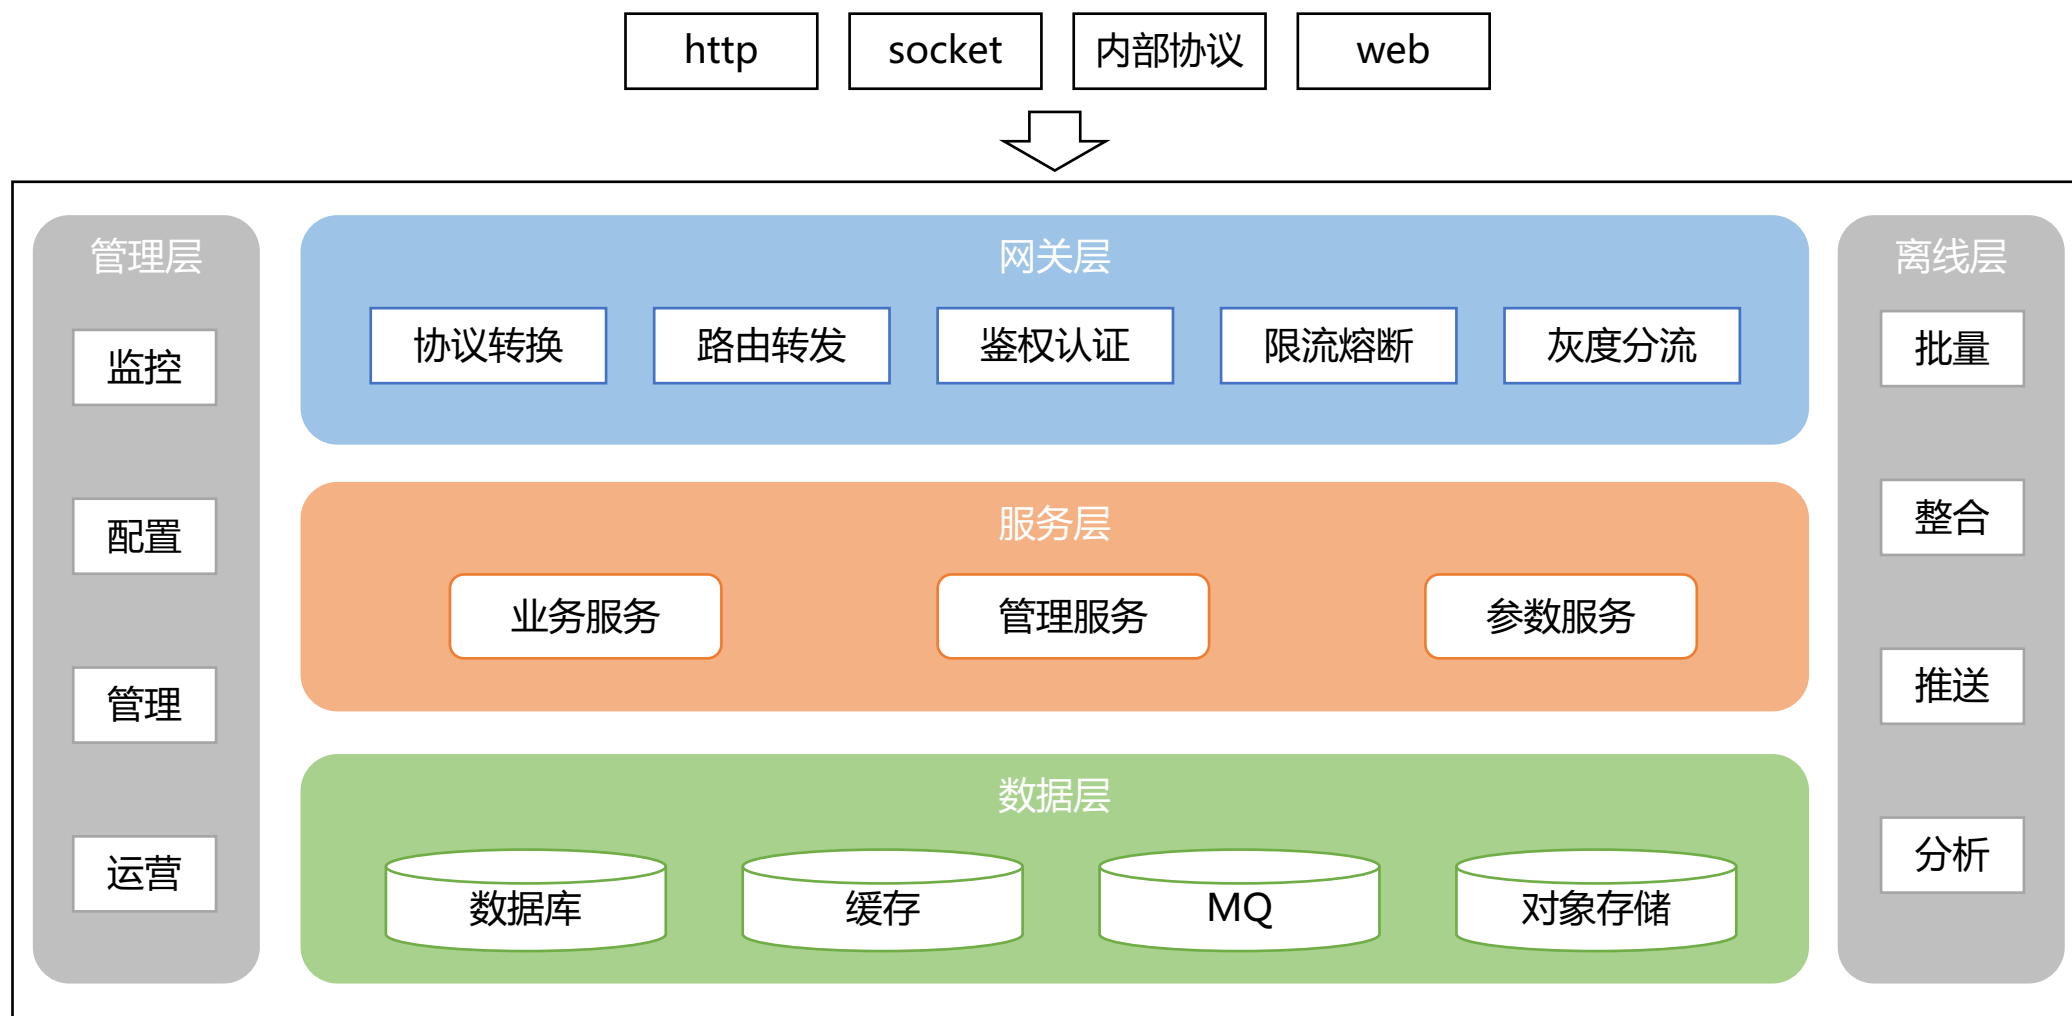 http
socket
内部协议
web
管理层
监控
配置
管理
运营
网关层
协议转换
路由转发
鉴权认证
限流熔断
灰度分流
服务层
业务服务
管理服务
参数服务
数据层
数据库
缓存
MQ
对象存储
离线层
批量
整合
推送
分析